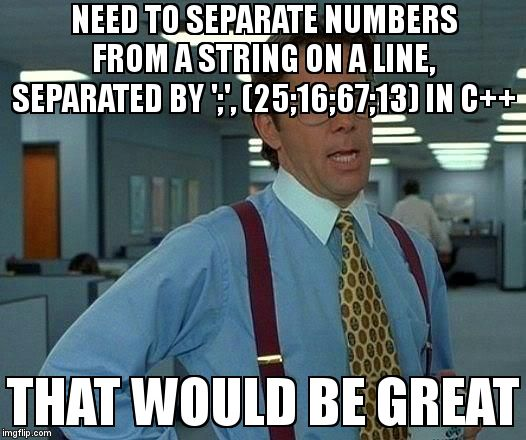 NEED TO SEPARATE NUMBERS
FROM A STRING ON A LINE,
SEPARATED BY ';', (25;16;67;13) IN C++
THAT WOULD BE GREAT
imgflip.com